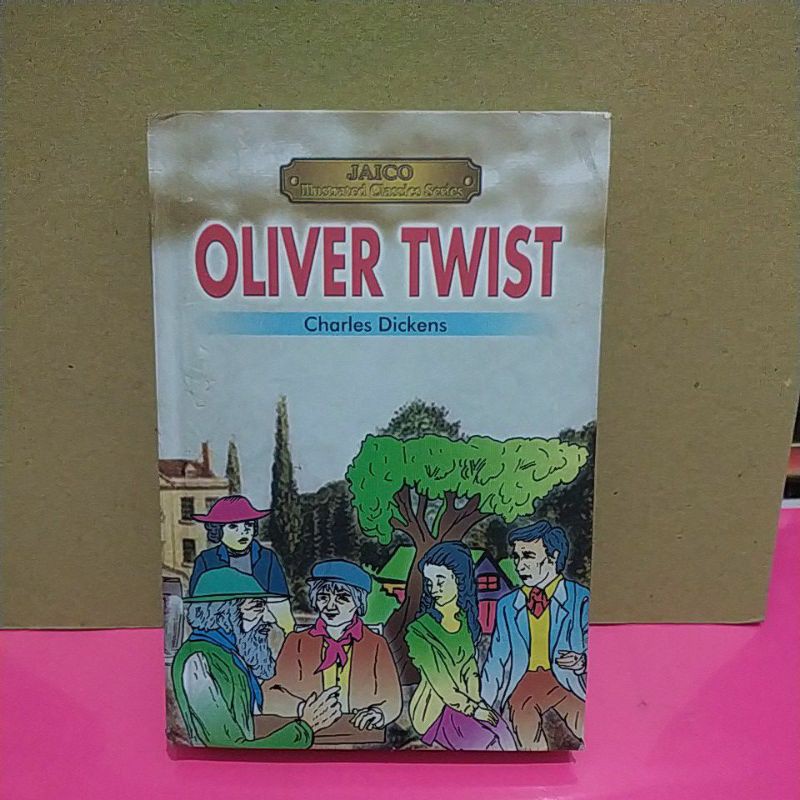 JAICO
Illustrated Classics Series
OLIVER TWIST
Charles Dickens